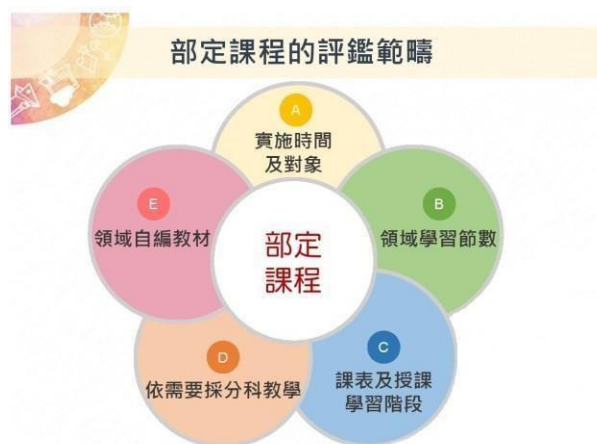 部定課程的評鑑範疇
A
實施時間
及對象
B
領域學習節數
C
課表及授課
學習階段
D
依需要採分科教學
E
領域自編教材
部定
課程